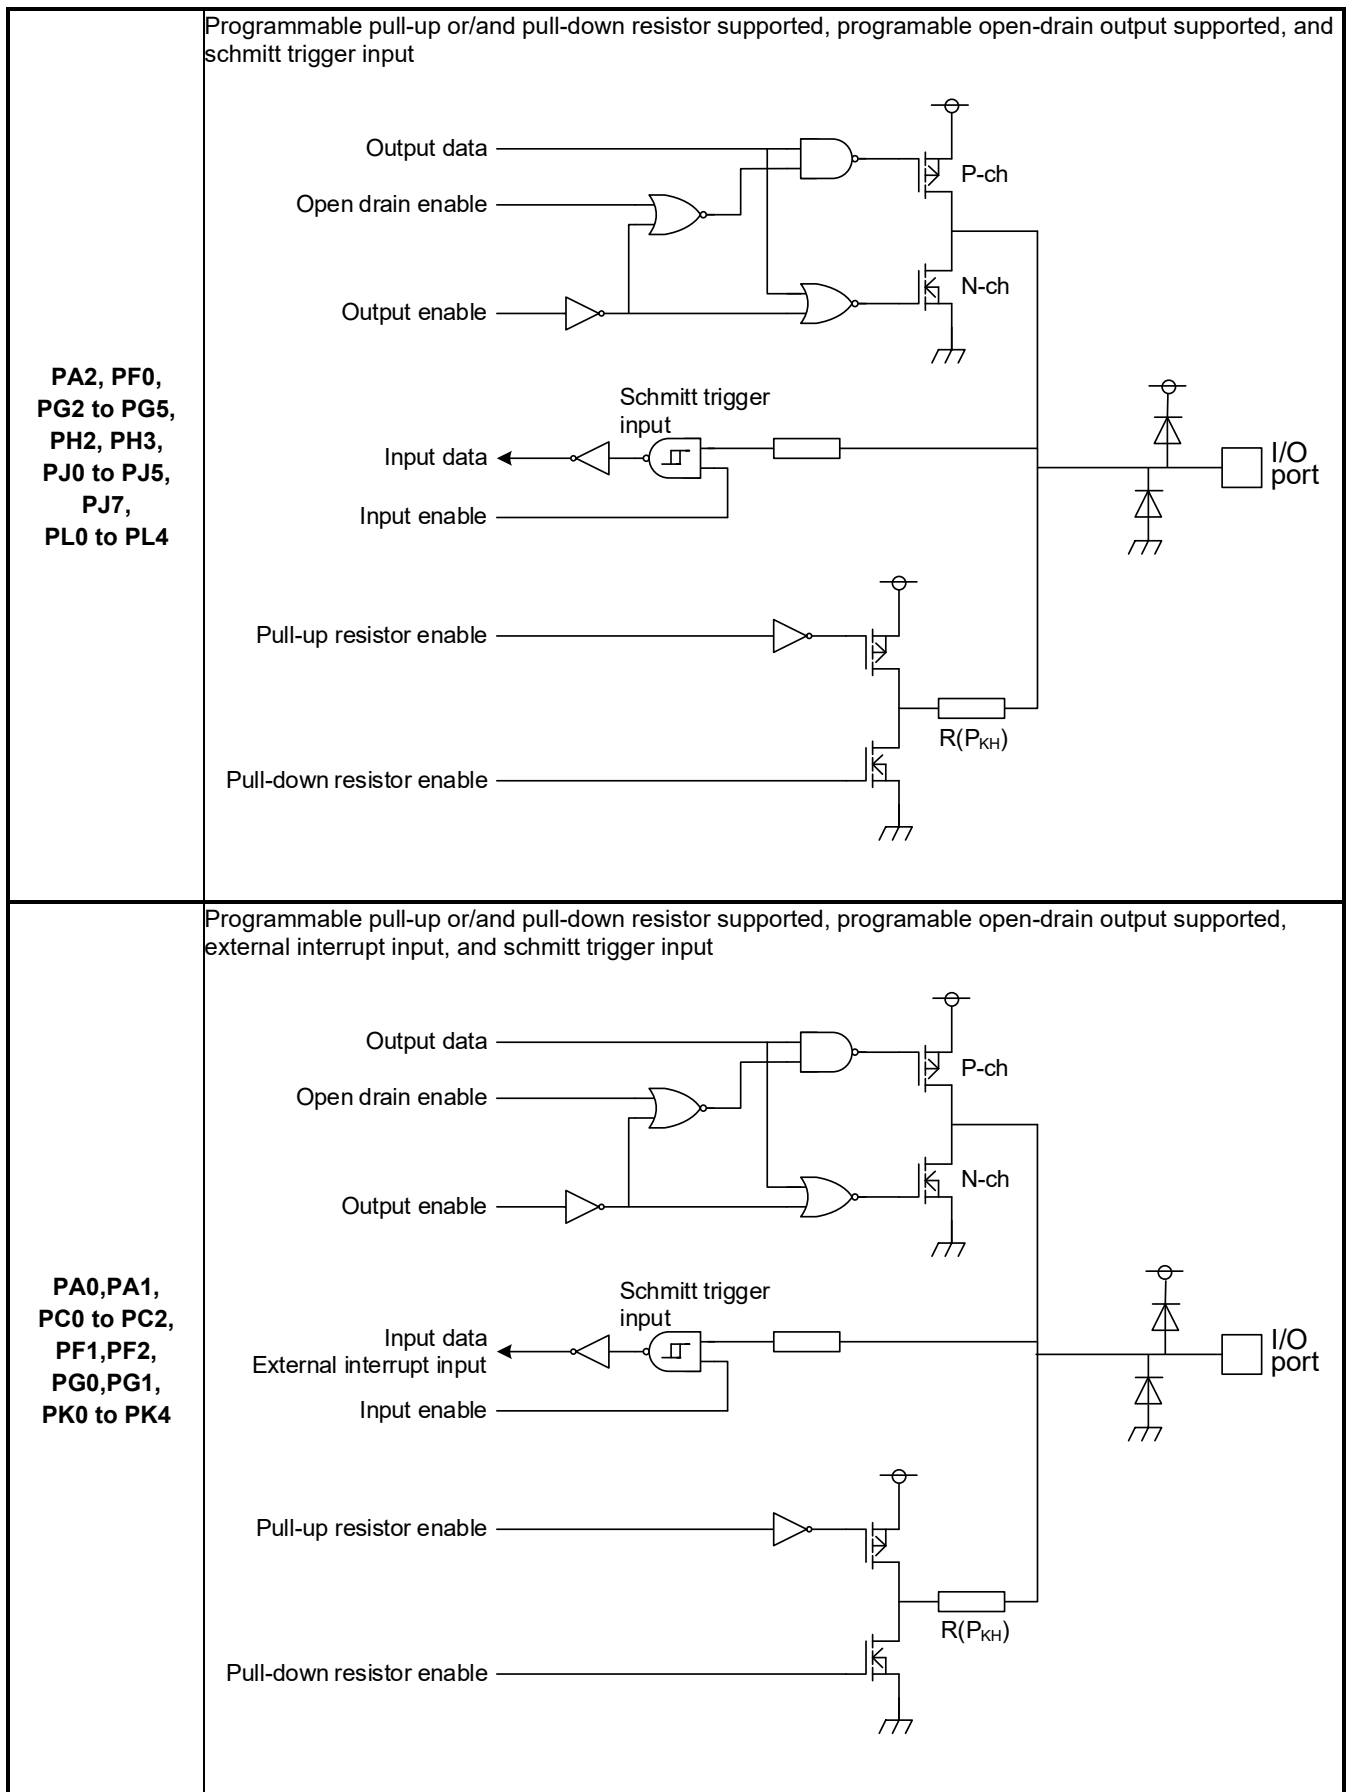 Programmable pull-up or/and pull-down resistor supported, programable open-drain output supported, and
schmitt trigger input
PA2, PF0,
PG2 to PG5,
PH2, PH3,
PJ0 to PJ5,
PJ7,
PL0 to PL4
Output data
P-ch
Open drain enable
N-ch
Output enable
Schmitt trigger
input
Input data
I/O
port
Input enable
Pull-up resistor enable
R(PKH)
Pull-down resistor enable
Programmable pull-up or/and pull-down resistor supported, programable open-drain output supported,
external interrupt input, and schmitt trigger input
PA0,PA1,
PC0 to PC2,
PF1,PF2,
PG0,PG1,
PK0 to PK4
Output data
P-ch
Open drain enable
N-ch
Output enable
Schmitt trigger
input
Input data
External interrupt input
I/O
port
Input enable
Pull-up resistor enable
R(PKH)
Pull-down resistor enable